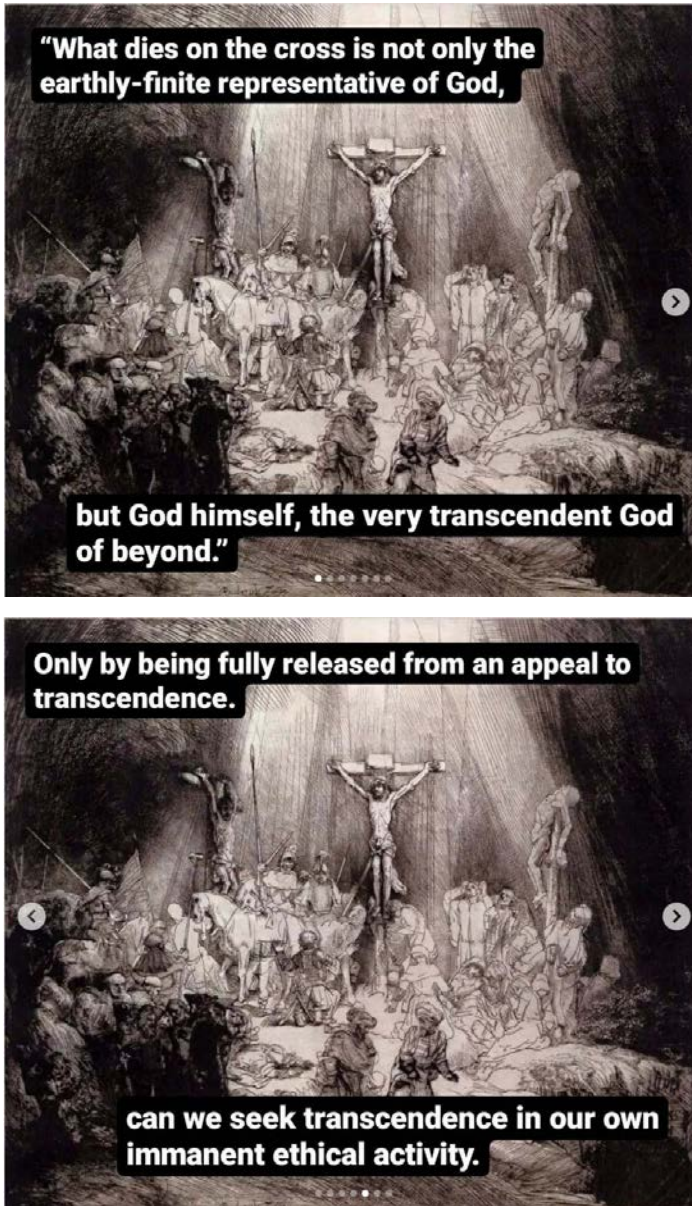 “What dies on the cross is not only the
earthly-finite representative of God,
but God himself, the very transcendent God
of beyond.”
Only by being fully released from an appeal to
transcendence.
can we seek transcendence in our own
immanent ethical activity.